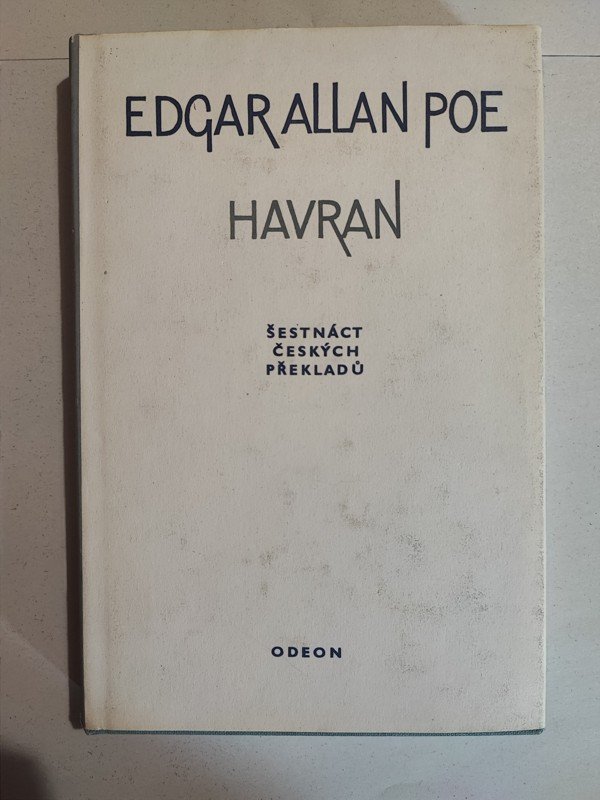 EDGAR ALLAN POE
HAVRAN
ŠESTNÁCT
ČESKÝCH
PŘEKLADŮ
ODEON